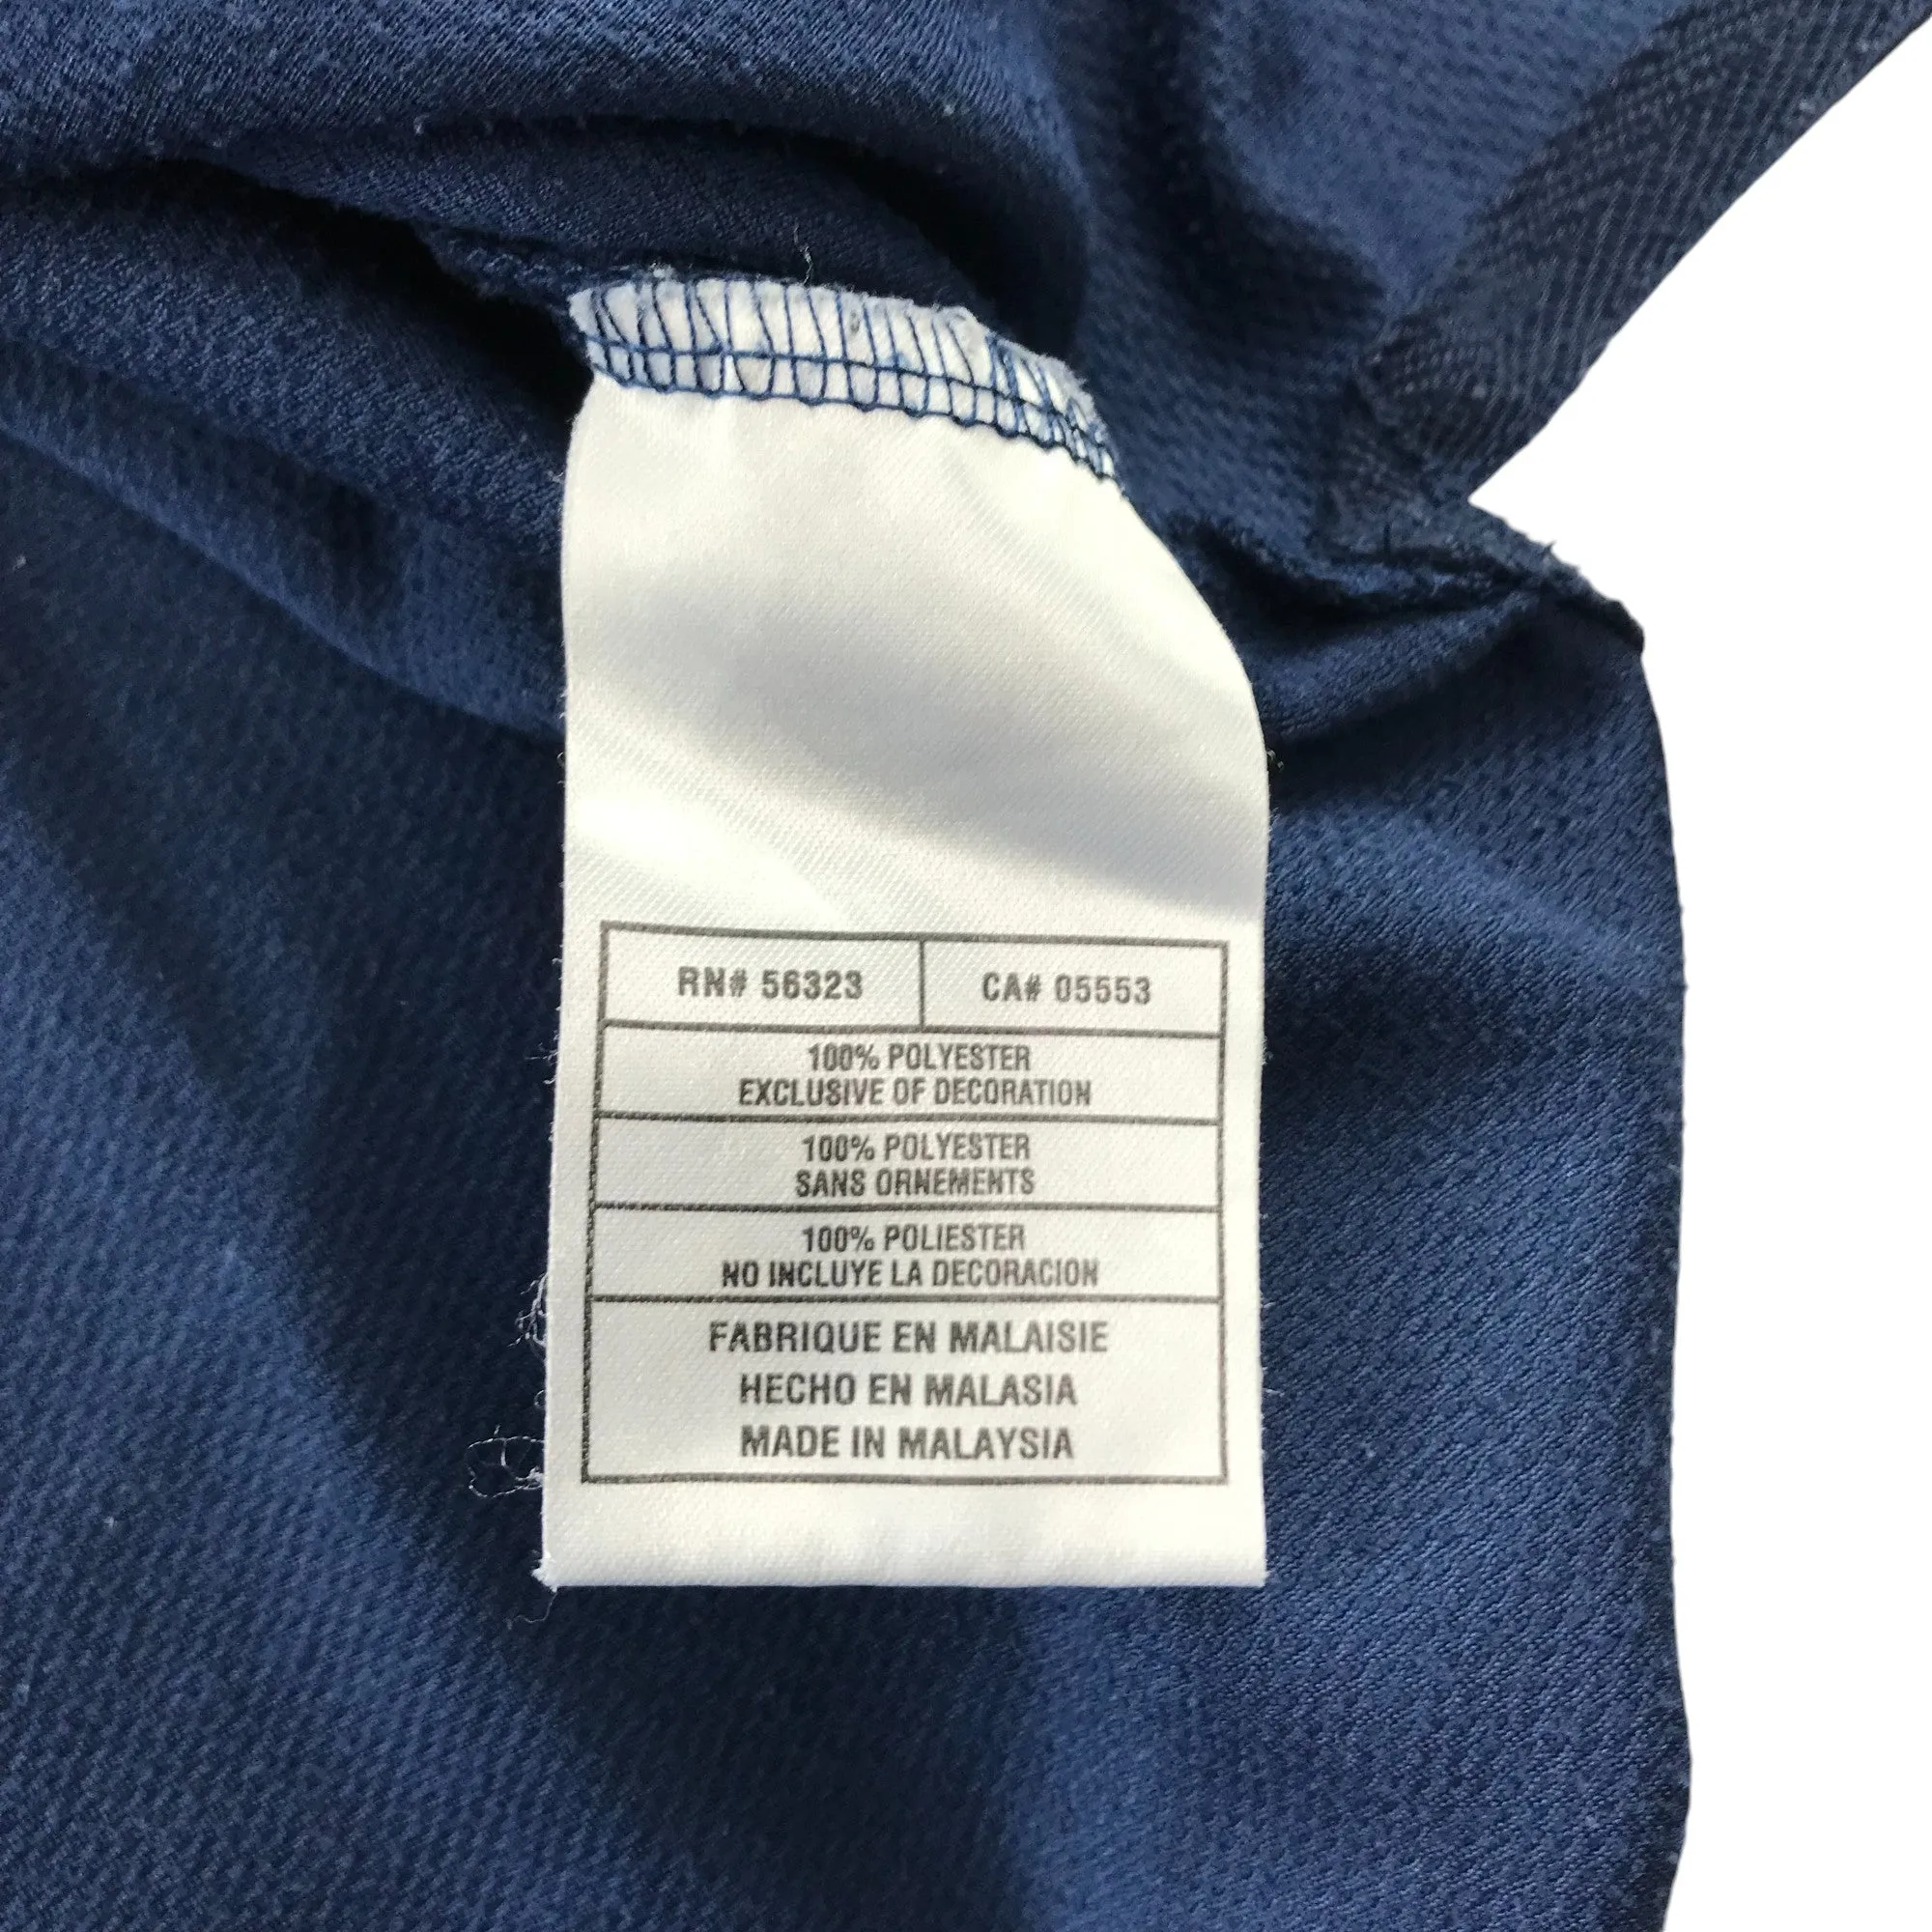 RN# 56323 CA# 05553
100% POLYESTER
EXCLUSIVE OF DECORATION
100% POLYESTER
SANS ORNEMENTS
100% POLIESTER
NO INCLUYE LA DECORACION
FABRIQUE EN MALAISIE
HECHO EN MALASIA
MADE IN MALAYSIA